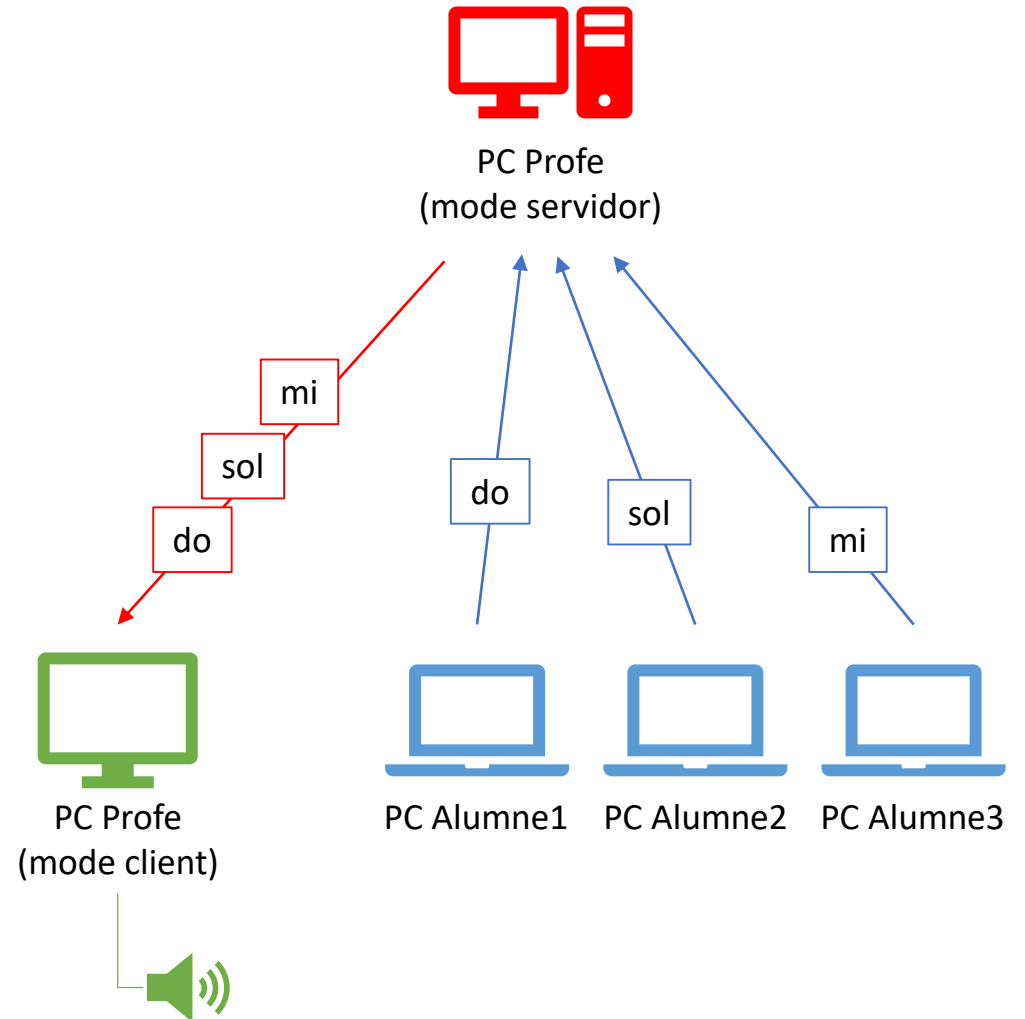 PC Profe
(mode servidor)
mi
sol
do
do
sol
mi
PC Profe
(mode client)
PC Alumne1
PC Alumne2
PC Alumne3